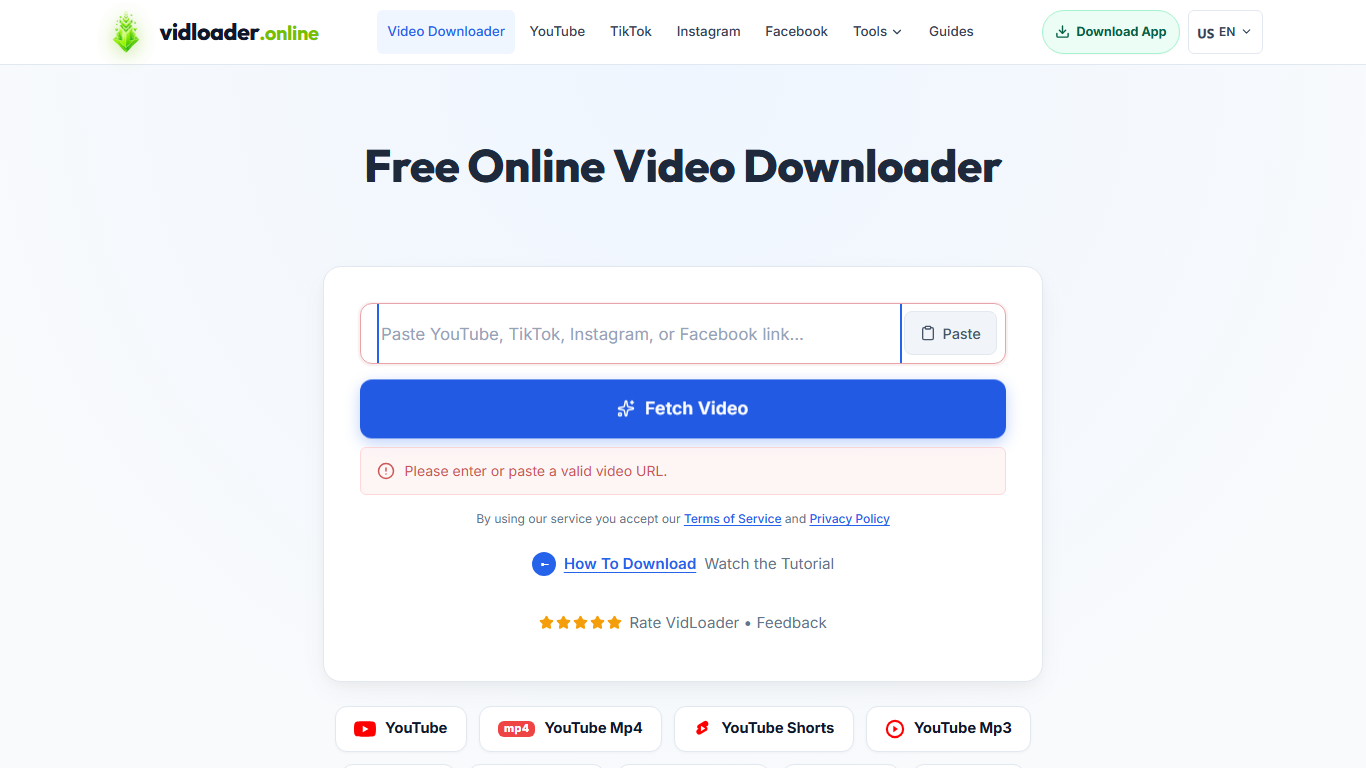 vidloader.online Video Downloader YouTube TikTok Instagram Facebook Tools Guides Download App US EN
Free Online Video Downloader
Paste YouTube, TikTok, Instagram, or Facebook link... Paste
Fetch Video
Please enter or paste a valid video URL.
By using our service you accept our Terms of Service and Privacy Policy
How To Download Watch the Tutorial
Rate VidLoader • Feedback
YouTube mp4 YouTube Mp4 YouTube Shorts YouTube Mp3